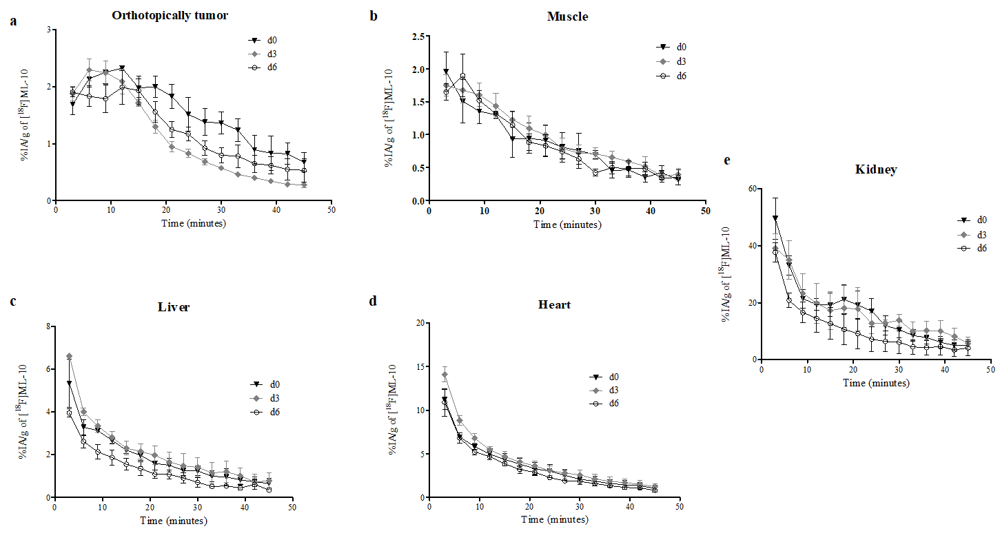 a
Orthotopically tumor
%IA/g of [18F] ML-10
3
2
1
0
0 10 20 30 40 50
Time (minutes)
d0
d3
d6
b
Muscle
%IA/g of [18F]ML-10
2.5
2.0
1.5
1.0
0.5
0.0
0 10 20 30 40 50
Time (minutes)
d0
d3
d6
c
Liver
%IA/g of [18F]ML-10
8
6
4
2
0
0 10 20 30 40 50
Time (minutes)
d0
d3
d6
d
Heart
%IA/g of [18F]ML-10
20
15
10
5
0
0 10 20 30 40 50
Time (minutes)
d0
d3
d6
e
Kidney
%IA/g of [18F]ML-10
60
40
20
0
0 10 20 30 40 50
Time (minutes)
d0
d3
d6